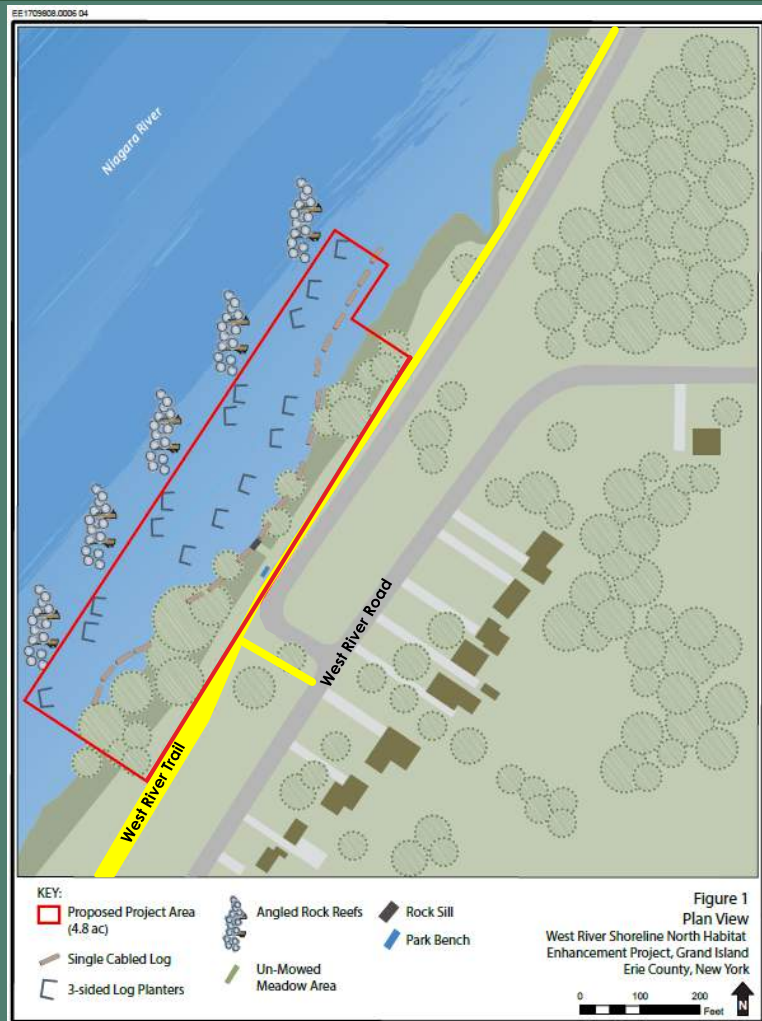 EE1709808.0006 04
Niagara River
West River Road
West River Trail
KEY:
Proposed Project Area
(4.8 ac)
Single Cabled Log
3-sided Log Planters
Angled Rock Reefs
Un-Mowed
Meadow Area
Rock Sill
Park Bench
Figure 1
Plan View
West River Shoreline North Habitat
Enhancement Project, Grand Island
Erie County, New York
0 100 200
Feet
N